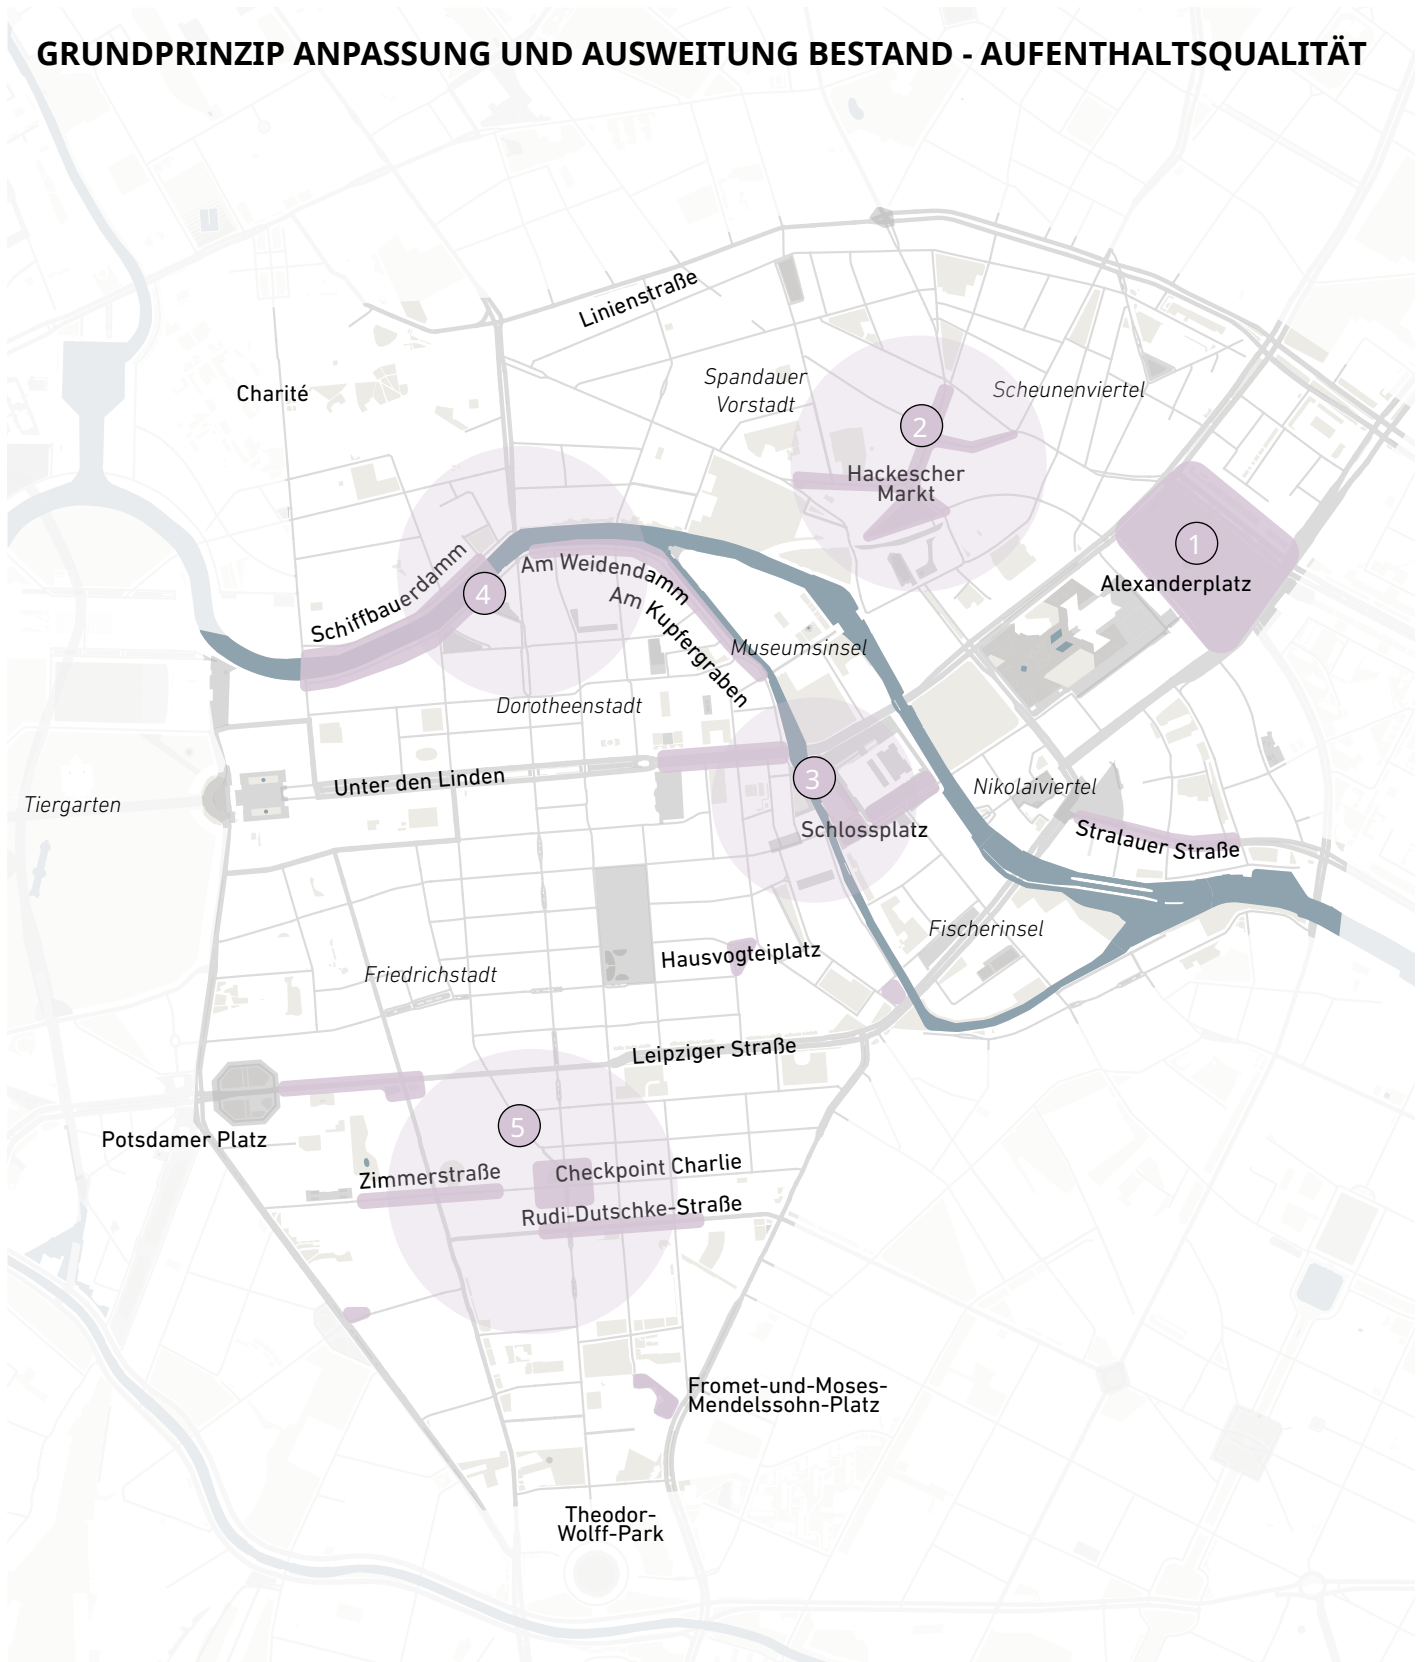 GRUNDPRINZIP ANPASSUNG UND AUSWEITUNG BESTAND - AUFENTHALTSQUALITÄT
Linienstraße
Charité
Spandauer
Vorstadt
Scheunenviertel
2
Hackescher
Markt
1
Alexanderplatz
Schiffbauerdamm
4
Am Weidendamm
Am Kupfergraben
Museumsinsel
Dorotheenstadt
Unter den Linden
3
Schlossplatz
Nikolaiviertel
Tiergarten
Stralauer Straße
Fischerinsel
Hausvogteiplatz
Friedrichstadt
Leipziger Straße
Potsdamer Platz
5
Zimmerstraße
Checkpoint Charlie
Rudi-Dutschke-Straße
Fromet-und-Moses-
Mendelssohn-Platz
Theodor-
Wolff-Park